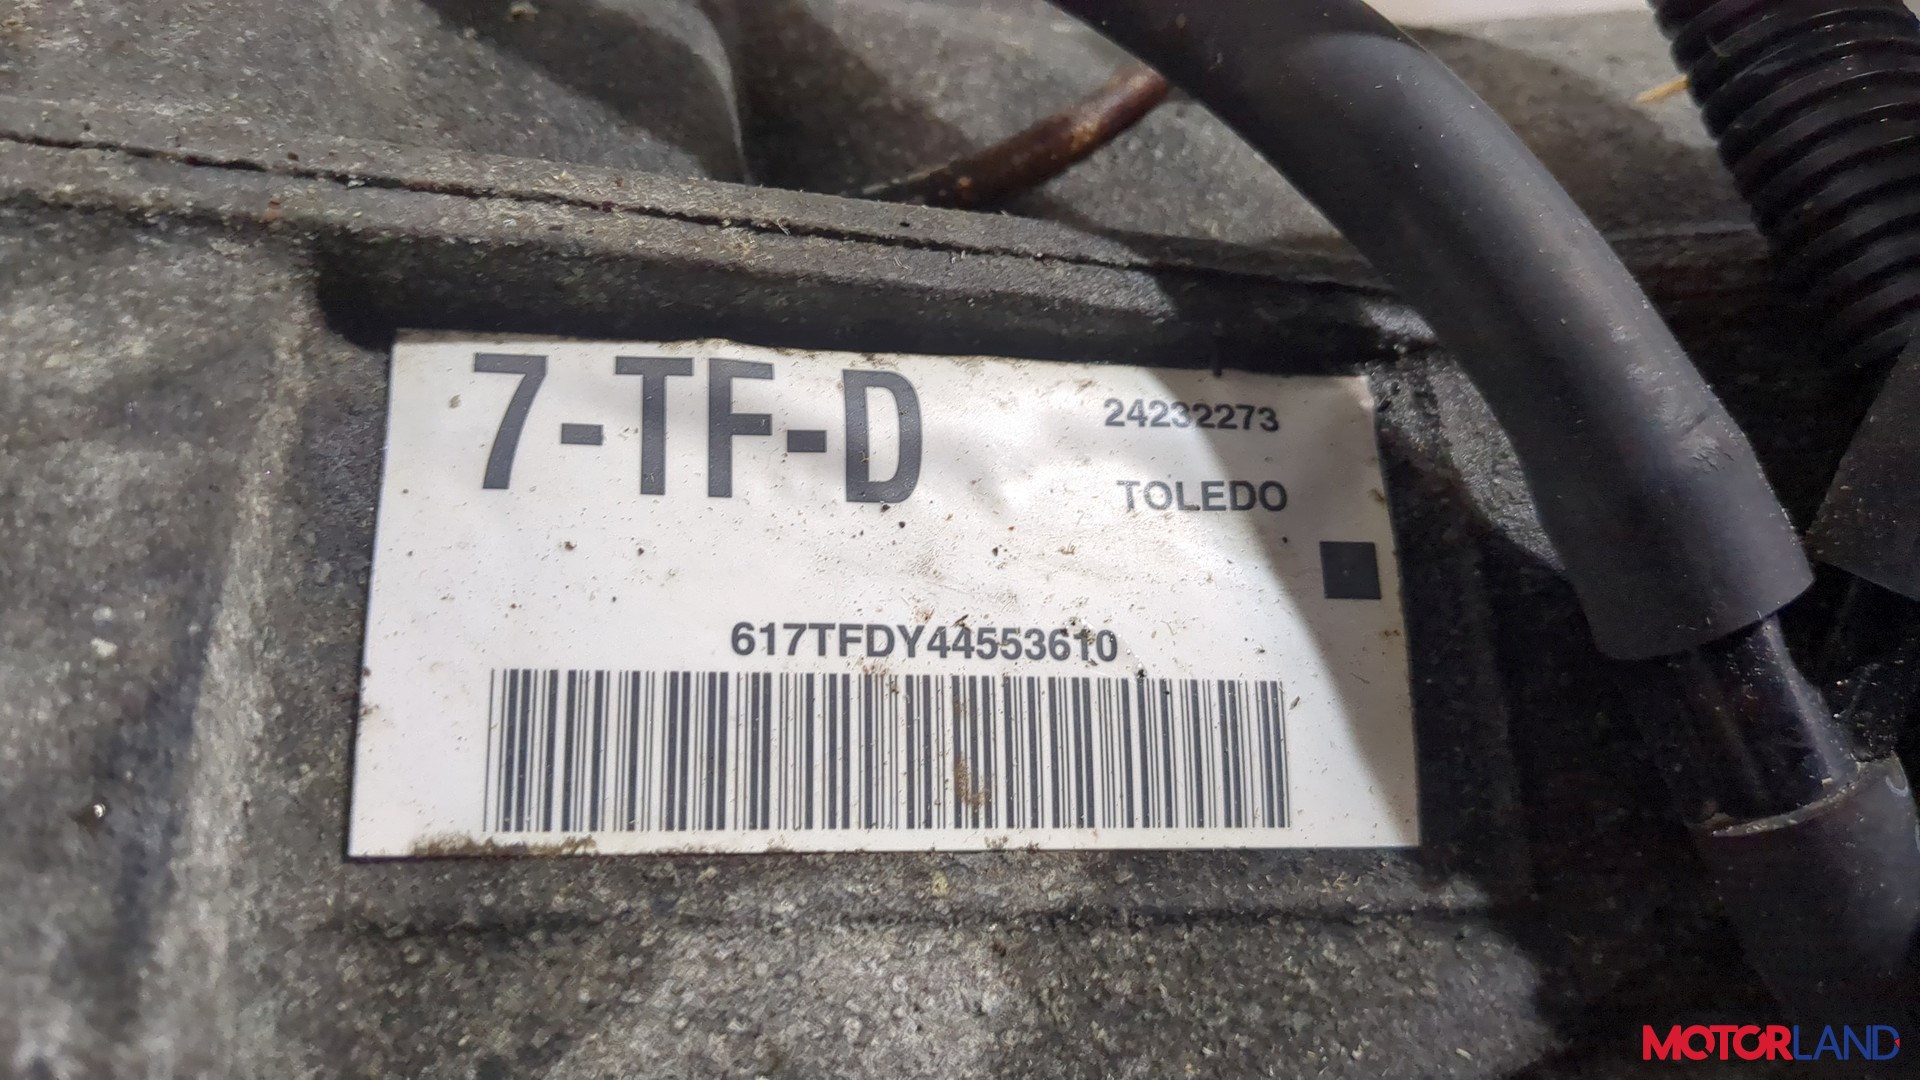 7-TF-D
24232273
TOLEDO
617TFDY44553610
MOTORLAND